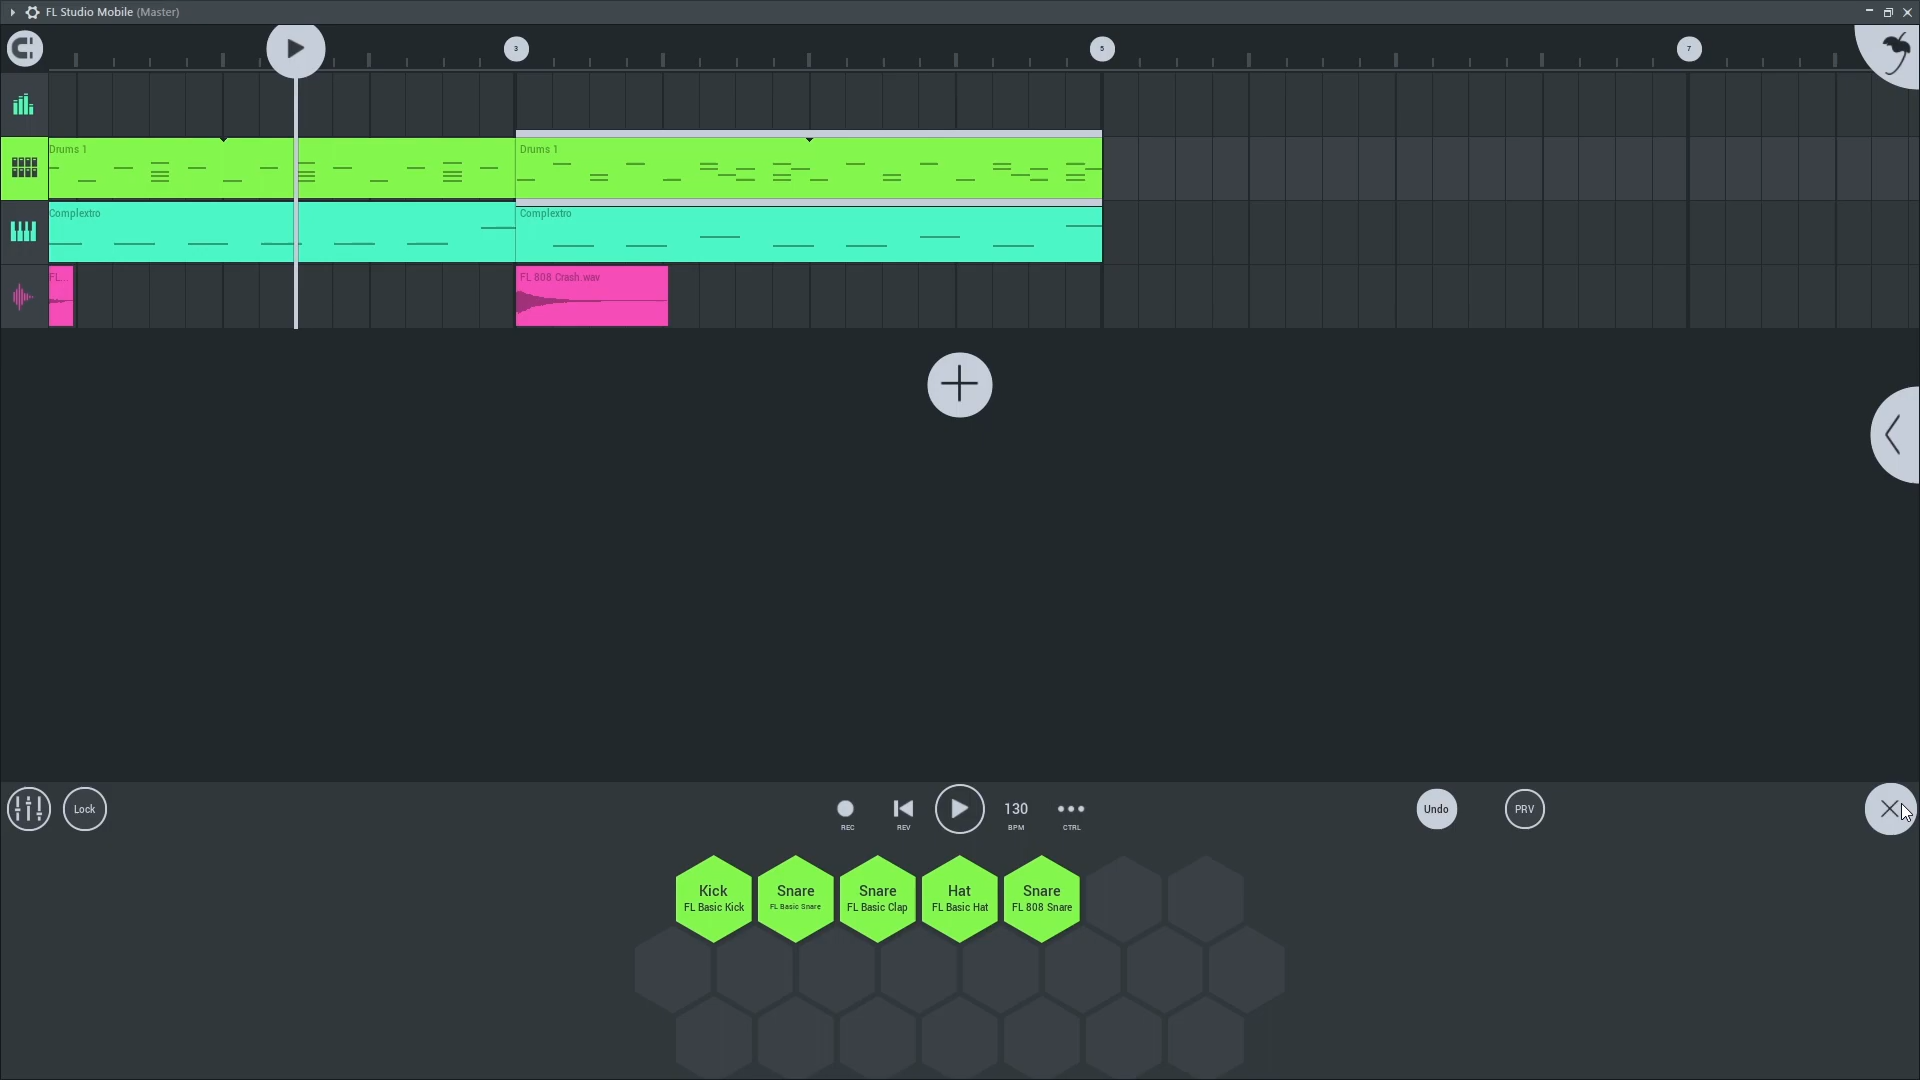 FL Studio Mobile (Master)
3
5
7
Drums 1
Drums 1
Complextro
Complextro
FL...
FL 808 Crash.wav
Lock
REC
REV
130
BPM
CTRL
Undo
PRV
Kick
FL Basic Kick
Snare
FL Basic Snare
Snare
FL Basic Clap
Hat
FL Basic Hat
Snare
FL 808 Snare